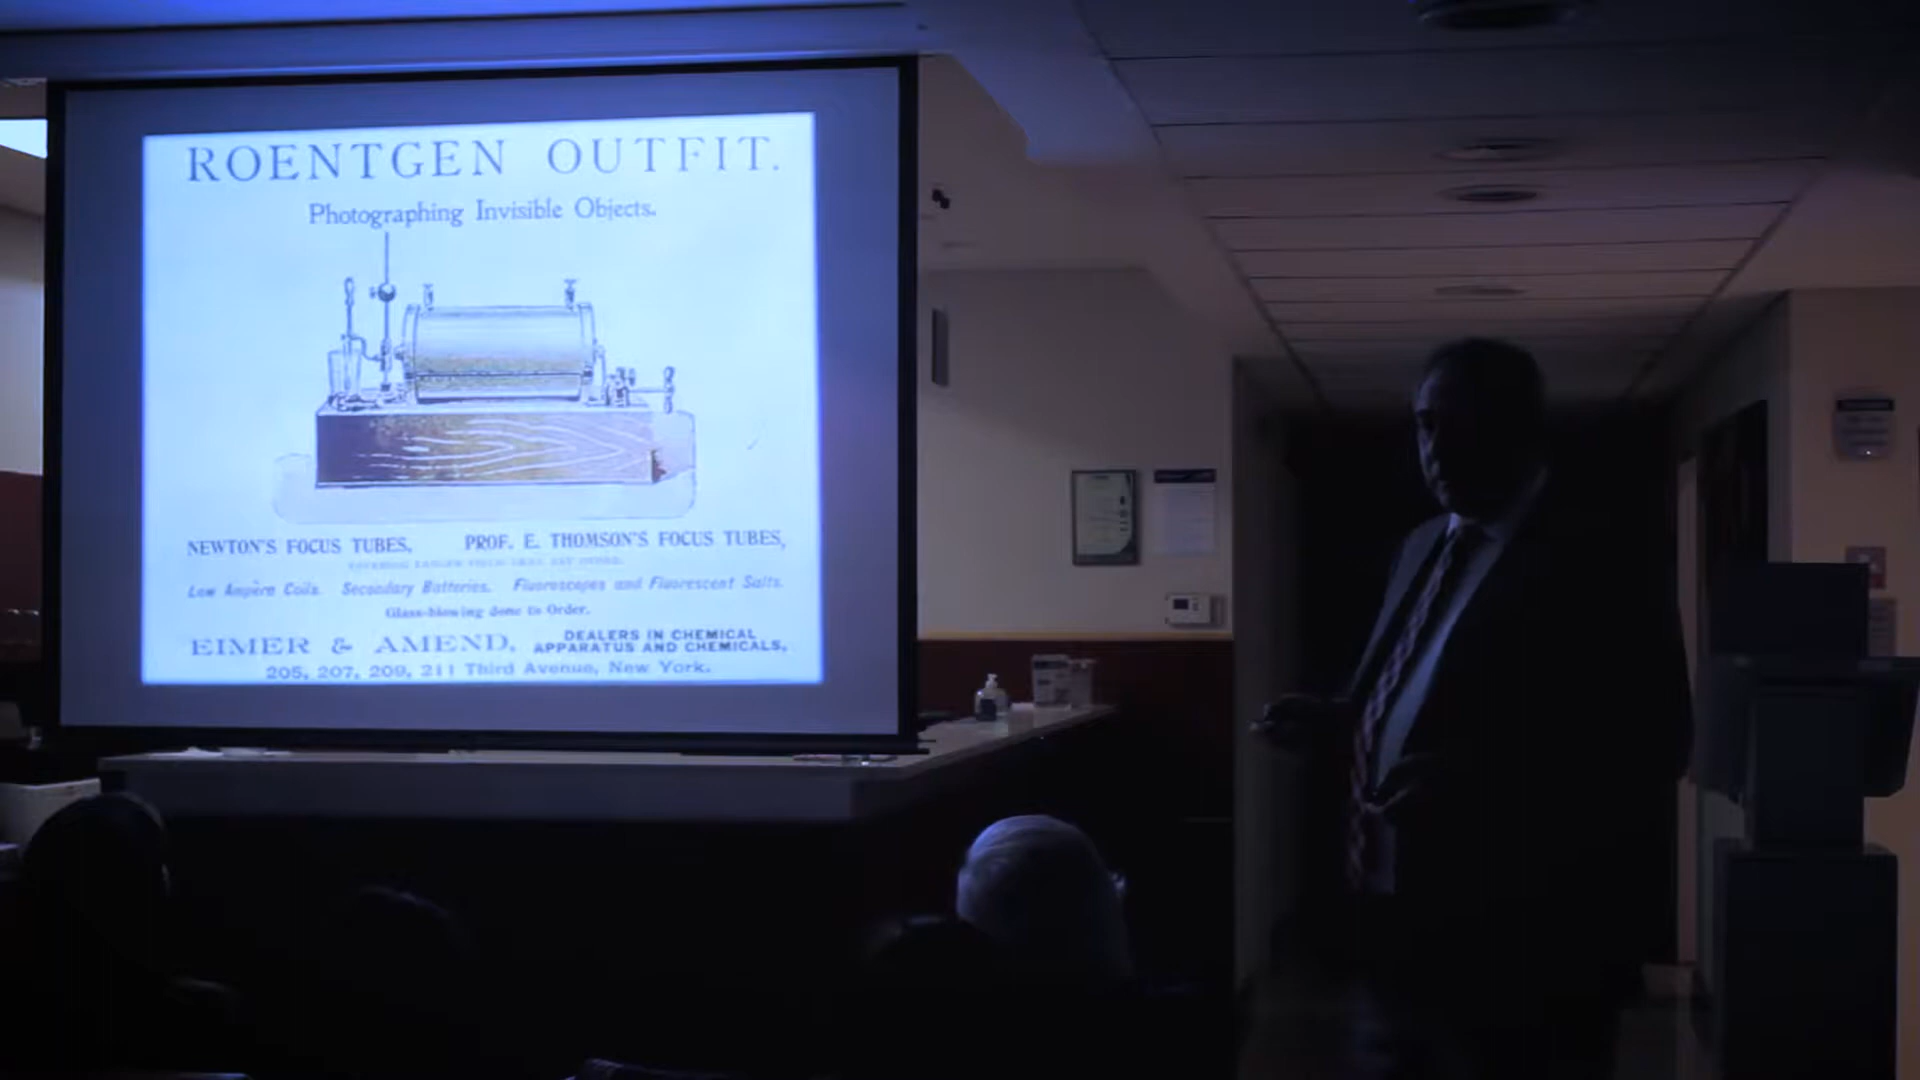 ROENTGEN OUTFIT.
Photographing Invisible Objects.
NEWTON'S FOCUS TUBES, PROF. E. THOMSON'S FOCUS TUBES,
Low Ampère Coils. Secondary Batteries. Fluoroscopes and Fluorescent Salts.
Glass-blowing done to Order.
EIMER & AMEND, DEALERS IN CHEMICAL
APPARATUS AND CHEMICALS,
205, 207, 209, 211 Third Avenue, New York.